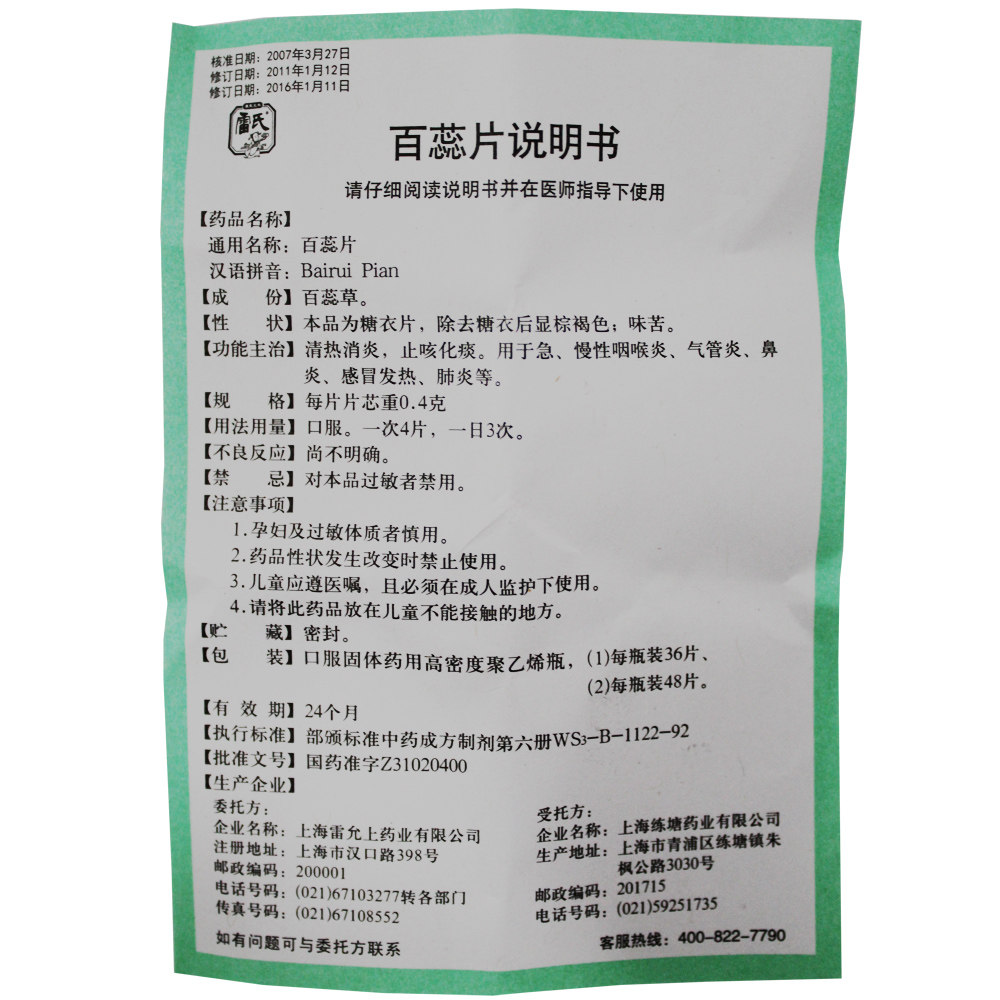 核准日期：2007年3月27日
修订日期：2011年1月12日
修订日期：2016年1月11日
雷氏
百蕊片说明书
请仔细阅读说明书并在医师指导下使用
【药品名称】
通用名称：百蕊片
汉语拼音：Bairui Pian
【成 份】百蕊草。
【性 状】本品为糖衣片，除去糖衣后显棕褐色；味苦。
【功能主治】清热消炎，止咳化痰。用于急、慢性咽喉炎、气管炎、鼻
炎、感冒发热、肺炎等。
【规 格】每片片芯重0.4克
【用法用量】口服。一次4片，一日3次。
【不良反应】尚不明确。
【禁 忌】对本品过敏者禁用。
【注意事项】
1.孕妇及过敏体质者慎用。
2.药品性状发生改变时禁止使用。
3.儿童应遵医嘱，且必须在成人监护下使用。
4.请将此药品放在儿童不能接触的地方。
【贮 藏】密封。
【包 装】口服固体药用高密度聚乙烯瓶，(1)每瓶装36片、
(2)每瓶装48片。
【有 效 期】24个月
【执行标准】部颁标准中药成方制剂第六册WS3-B-1122-92
【批准文号】国药准字Z31020400
【生产企业】
委托方：
企业名称：上海雷允上药业有限公司
注册地址：上海市汉口路398号
邮政编码：200001
电话号码：(021)67103277转各部门
传真号码：(021)67108552
如有问题可与委托方联系
受托方：
企业名称：上海练塘药业有限公司
生产地址：上海市青浦区练塘镇朱
枫公路3030号
邮政编码：201715
电话号码：(021)59251735
客服热线：400-822-7790